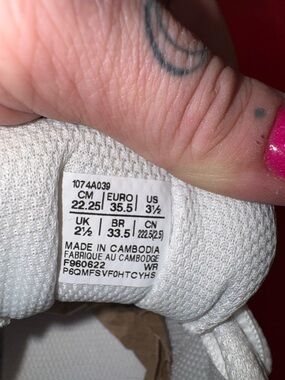 1074A039
CM EURO US
22.25 35.5 3½
UK BR CN
2½ 33.5 222.5(2.5)
MADE IN CAMBODIA
FABRIQUE AU CAMBODGE
F960622 WR
P6QMFSVF0HTCYHS